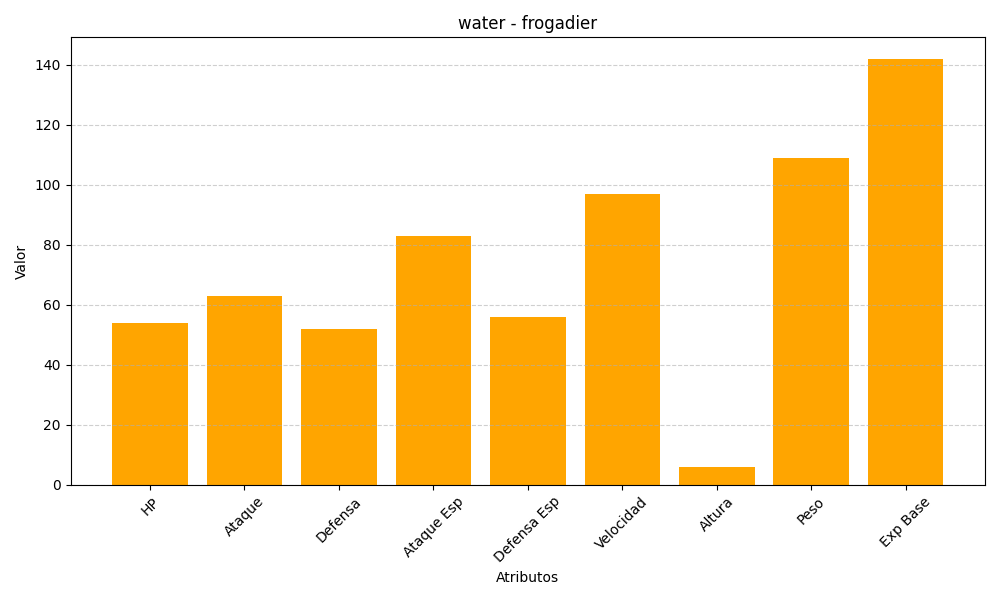 water - frogadier
Valor
140
120
100
80
60
40
20
0
HP
Ataque
Defensa
Ataque Esp
Defensa Esp
Velocidad
Altura
Peso
Exp Base
Atributos